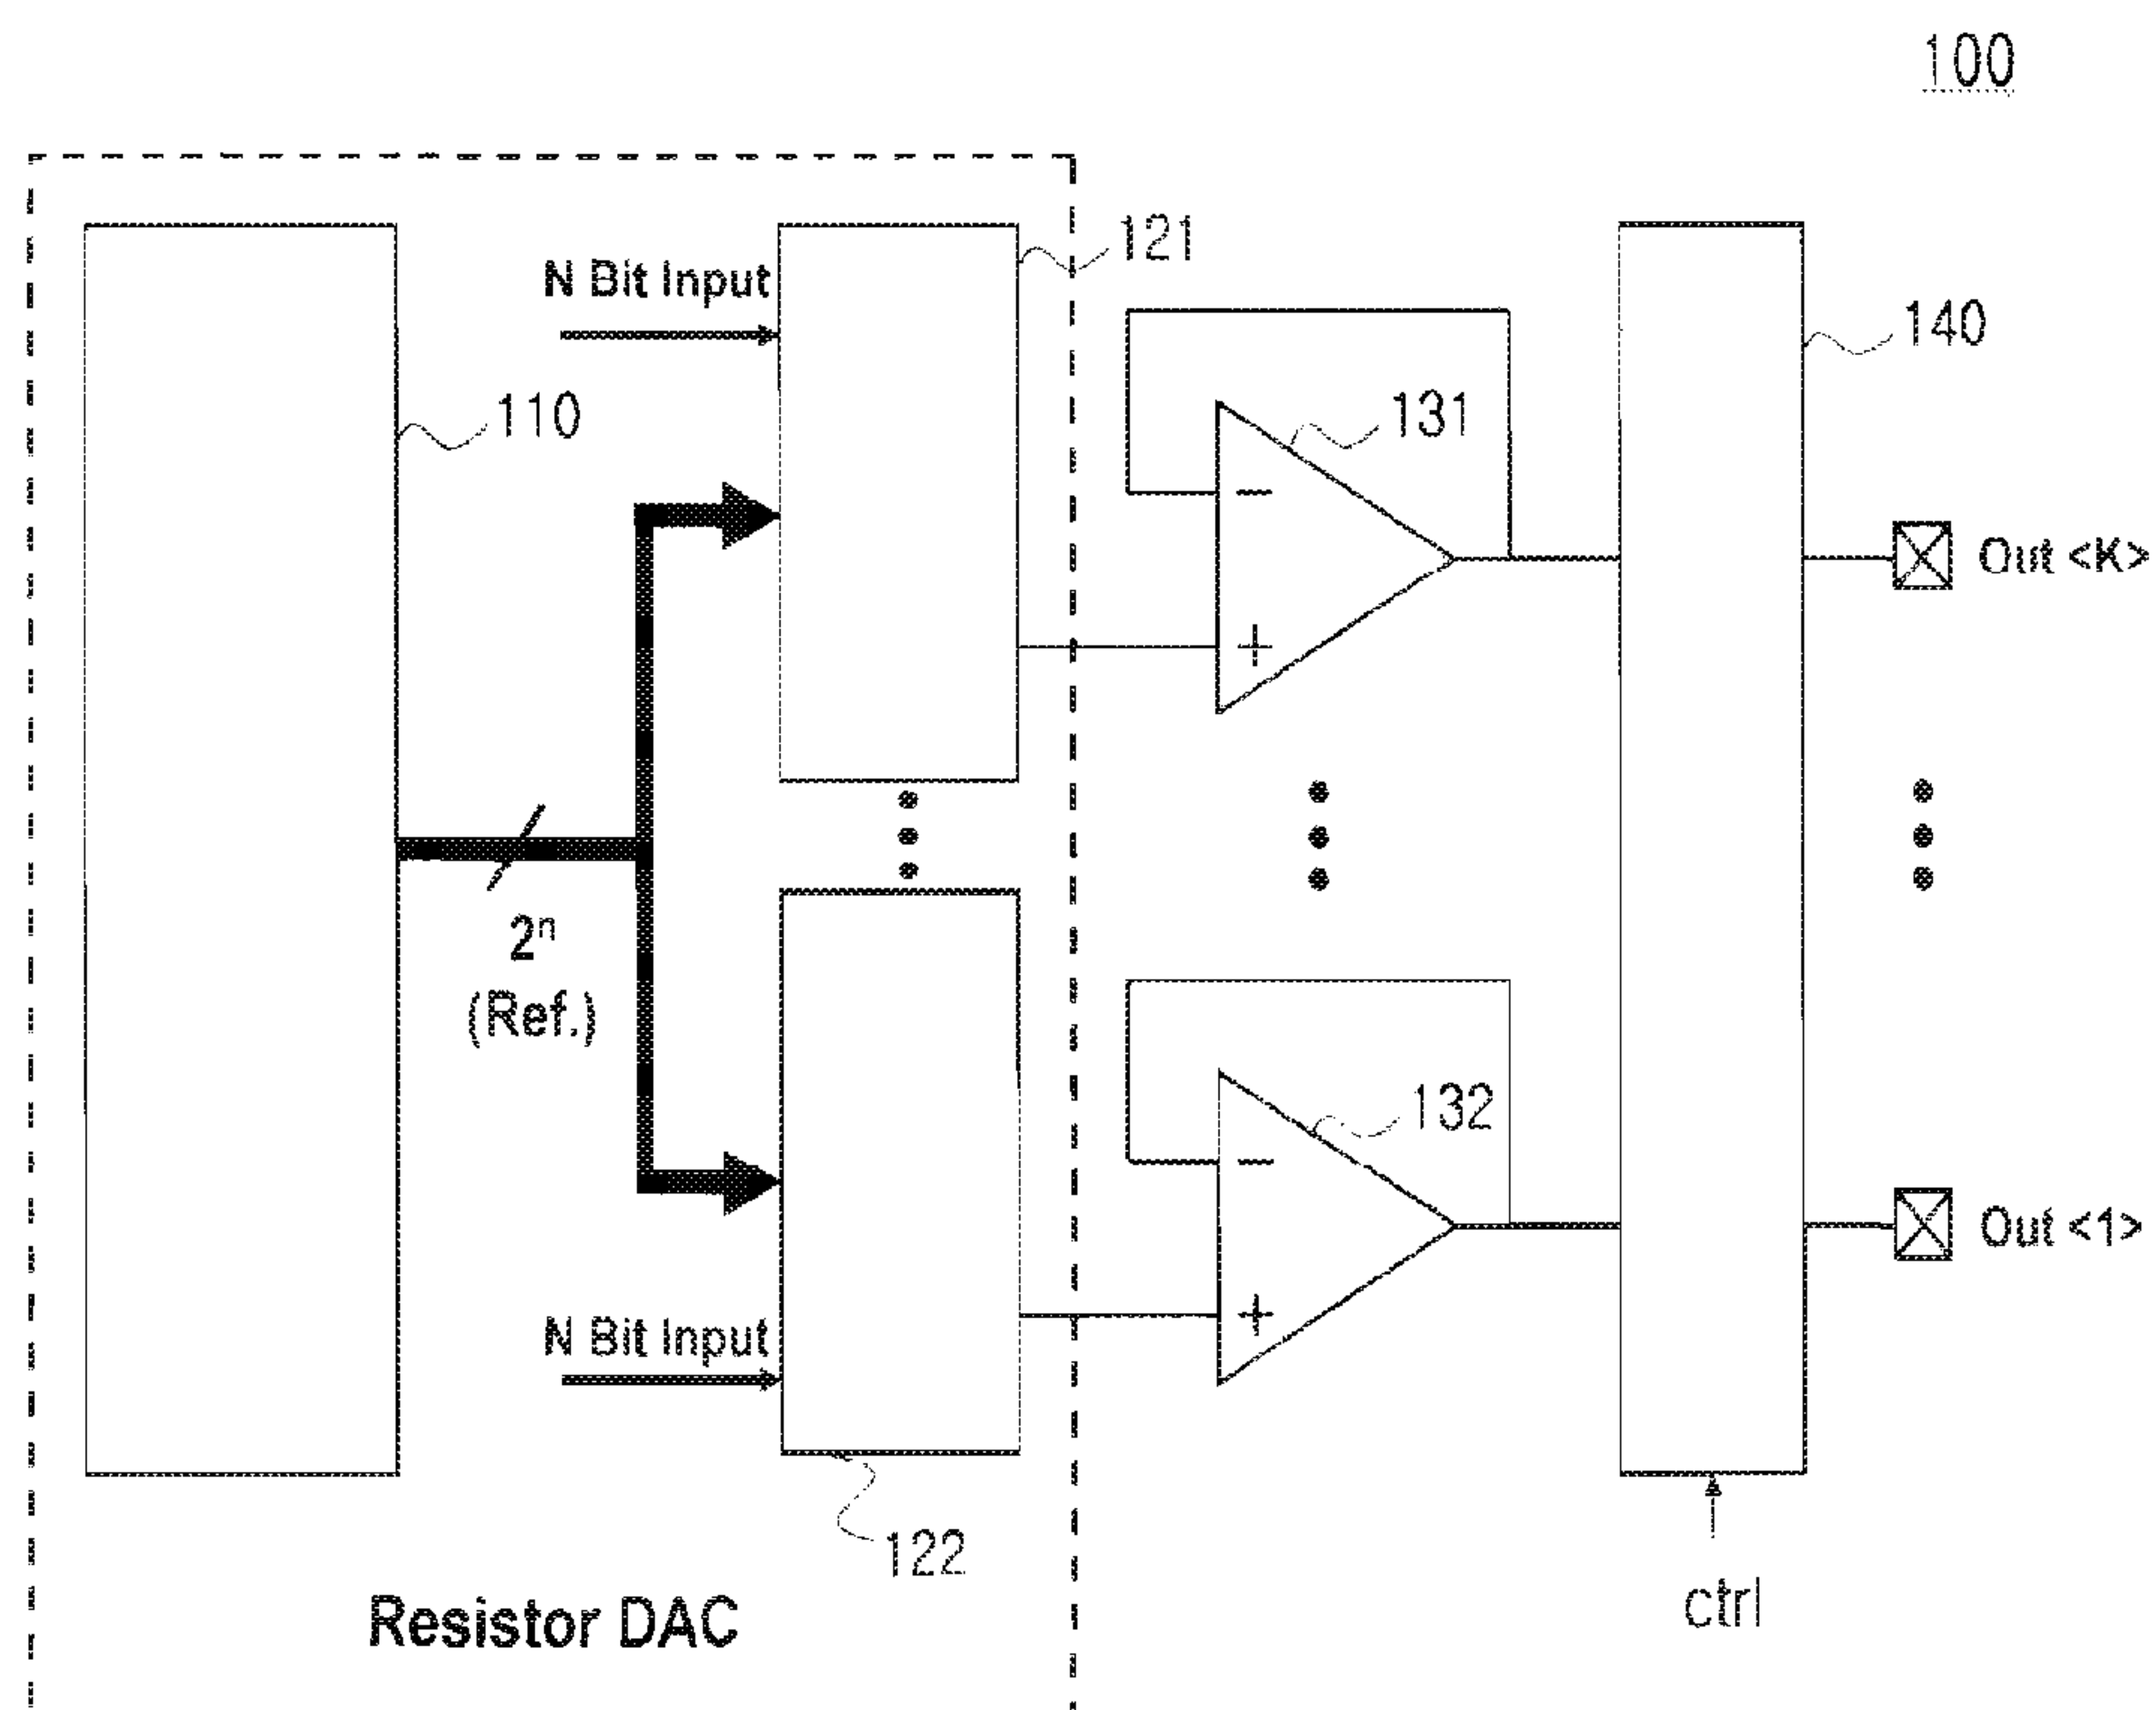 100
121
N Bit Input
140
110
131
Out <K>
2ⁿ
(Ref.)
132
Out <1>
N Bit Input
122
ctrl
Resistor DAC